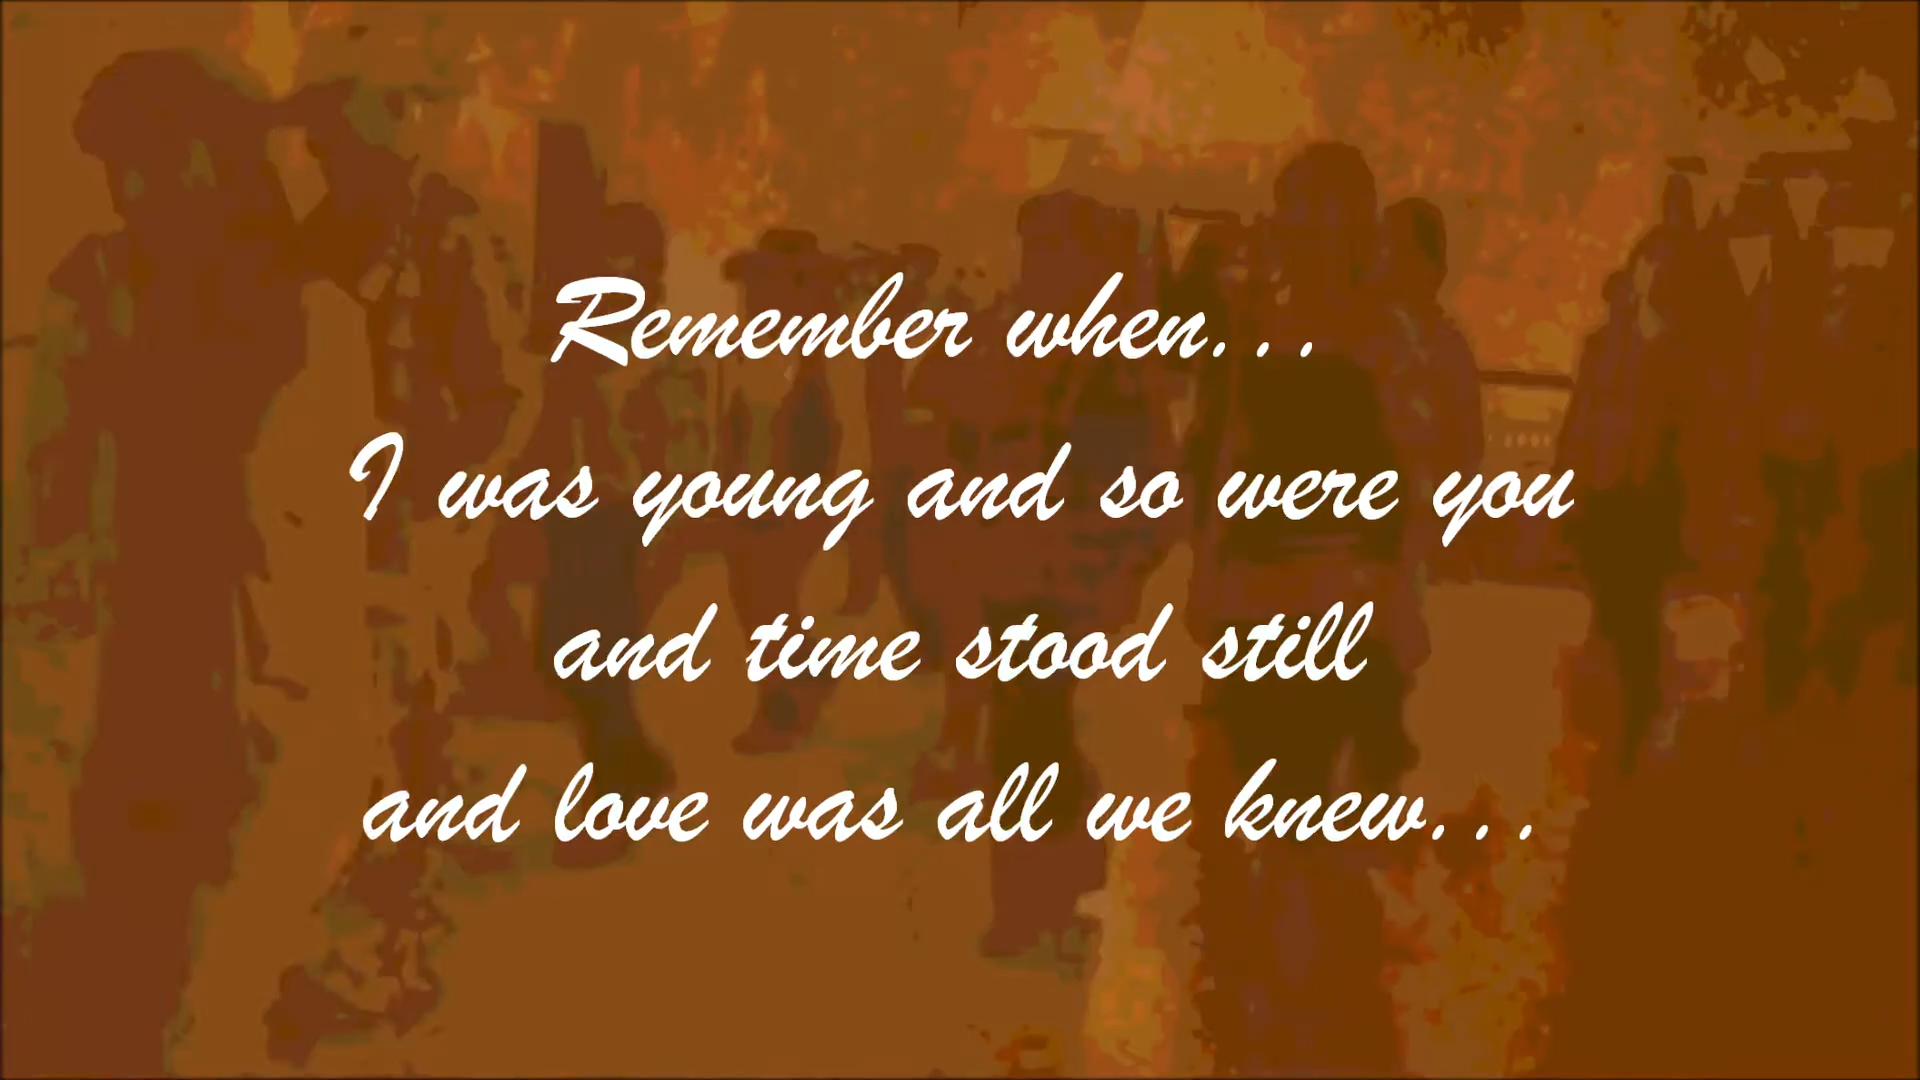 Remember when...
I was young and so were you
and time stood still
and love was all we knew...